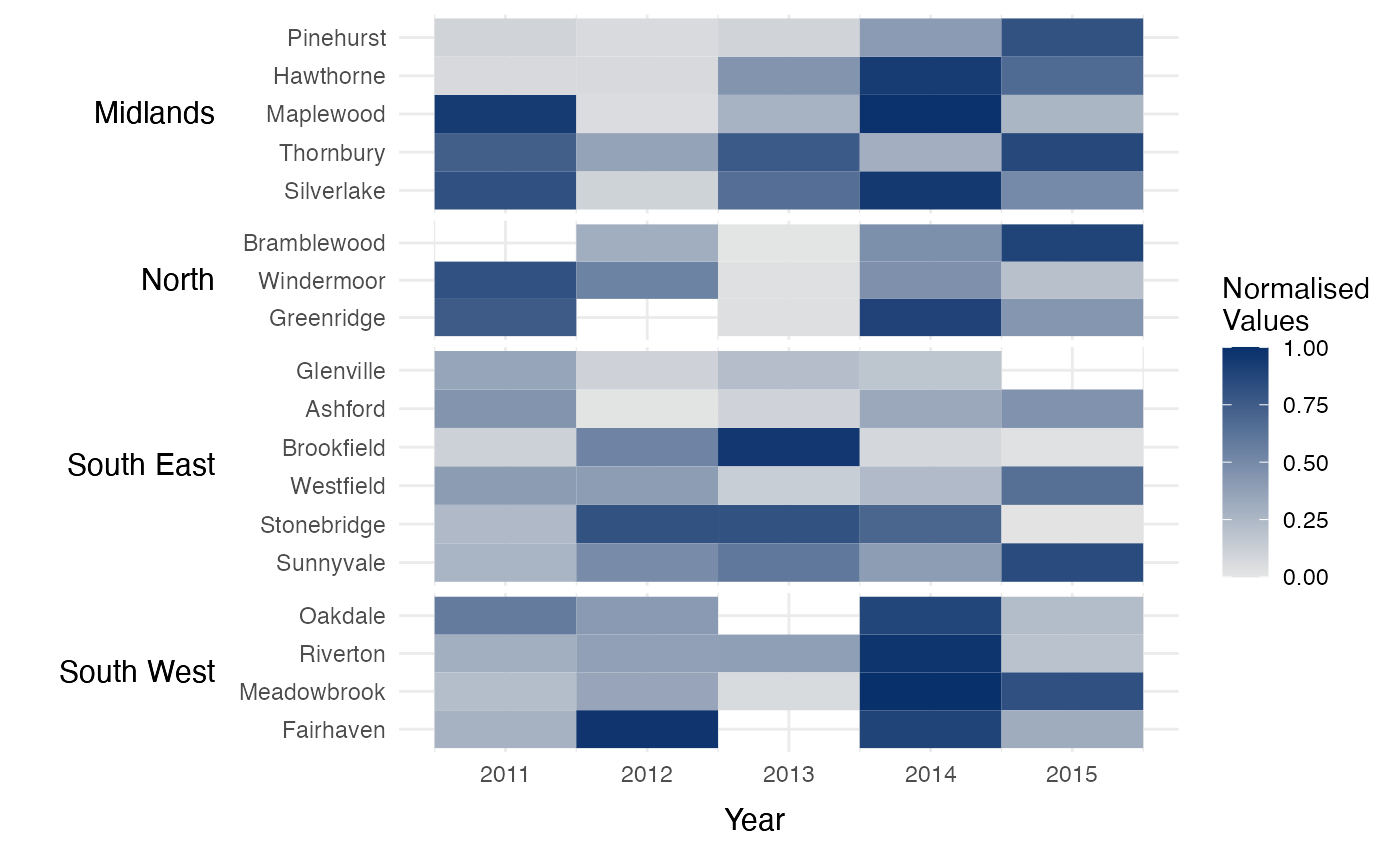 Midlands
Pinehurst
Hawthorne
Maplewood
Thornbury
Silverlake
North
Bramblewood
Windermoor
Greenridge
South East
Glenville
Ashford
Brookfield
Westfield
Stonebridge
Sunnyvale
South West
Oakdale
Riverton
Meadowbrook
Fairhaven
2011 2012 2013 2014 2015
Year
Normalised
Values
1.00
0.75
0.50
0.25
0.00